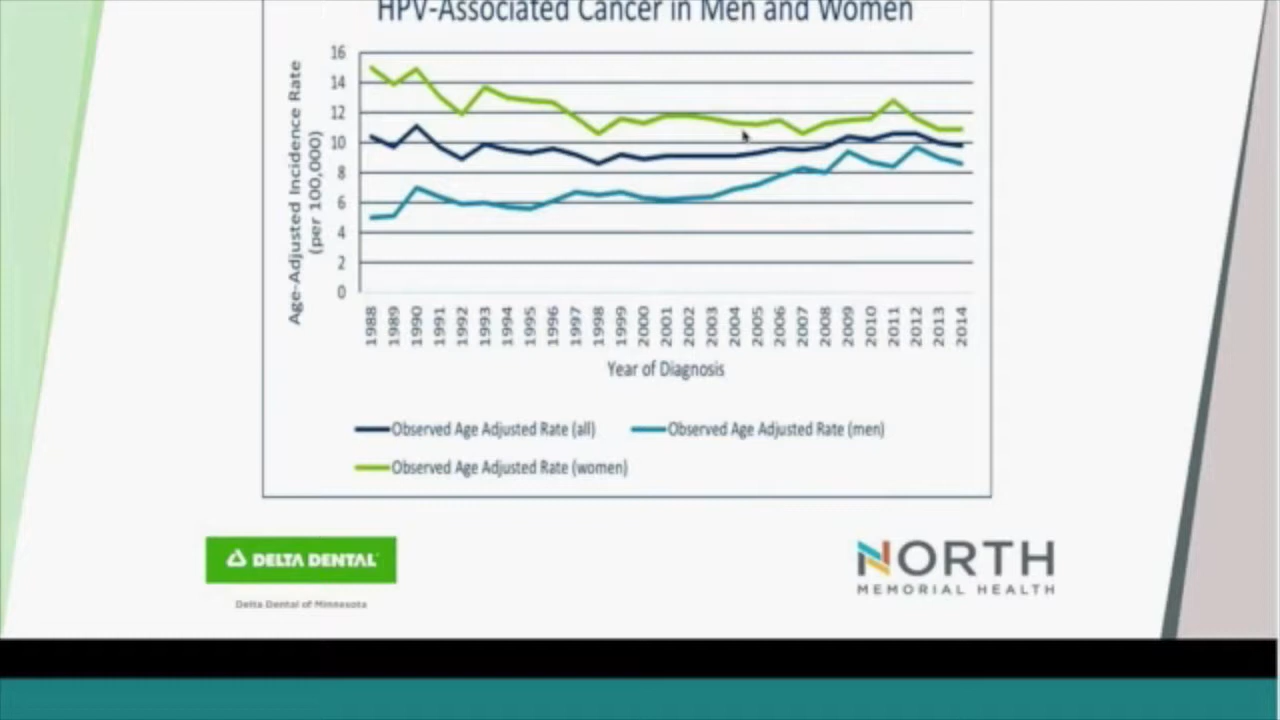 HPV-Associated Cancer in Men and Women
Age-Adjusted Incidence Rate
(per 100,000)
16
14
12
10
8
6
4
2
0
1988 1989 1990 1991 1992 1993 1994 1995 1996 1997 1998 1999 2000 2001 2002 2003 2004 2005 2006 2007 2008 2009 2010 2011 2012 2013 2014
Year of Diagnosis
Observed Age Adjusted Rate (all) Observed Age Adjusted Rate (men)
Observed Age Adjusted Rate (women)
DELTA DENTAL
Delta Dental of Minnesota
NORTH
MEMORIAL HEALTH